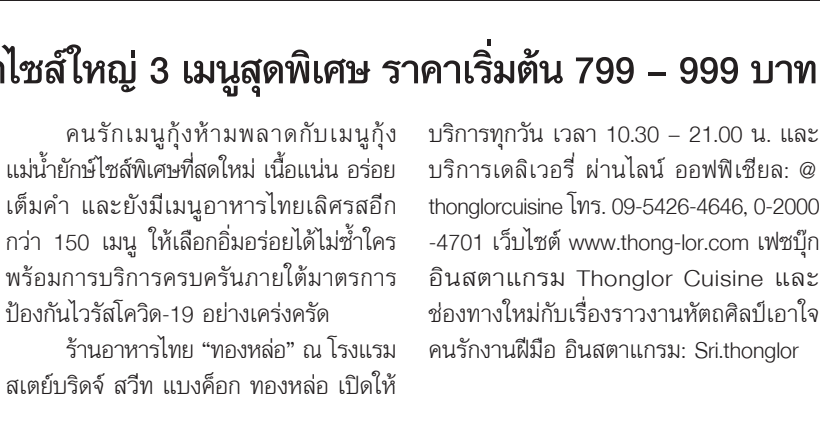 ไซส์ใหญ่ 3 เมนูสุดพิเศษ ราคาเริ่มต้น 799 – 999 บาท
คนรักเมนูกุ้งห้ามพลาดกับเมนูกุ้ง
แม่น้ำยักษ์ไซส์พิเศษที่สดใหม่ เนื้อแน่น อร่อย
เต็มคำ และยังมีเมนูอาหารไทยเลิศรสอีก
กว่า 150 เมนู ให้เลือกอิ่มอร่อยได้ไม่ซ้ำใคร
พร้อมการบริการครบครันภายใต้มาตรการ
ป้องกันไวรัสโควิด-19 อย่างเคร่งครัด
ร้านอาหารไทย “ทองหล่อ” ณ โรงแรม
สเตย์บริดจ์ สวีท แบงค็อก ทองหล่อ เปิดให้
บริการทุกวัน เวลา 10.30 – 21.00 น. และ
บริการเดลิเวอรี่ ผ่านไลน์ ออฟฟิเชียล: @
thonglorcuisine โทร. 09-5426-4646, 0-2000
-4701 เว็บไซต์ www.thong-lor.com เฟซบุ๊ก
อินสตาแกรม Thonglor Cuisine และ
ช่องทางใหม่กับเรื่องราวงานหัตถศิลป์เอาใจ
คนรักงานฝีมือ อินสตาแกรม: Sri.thonglor